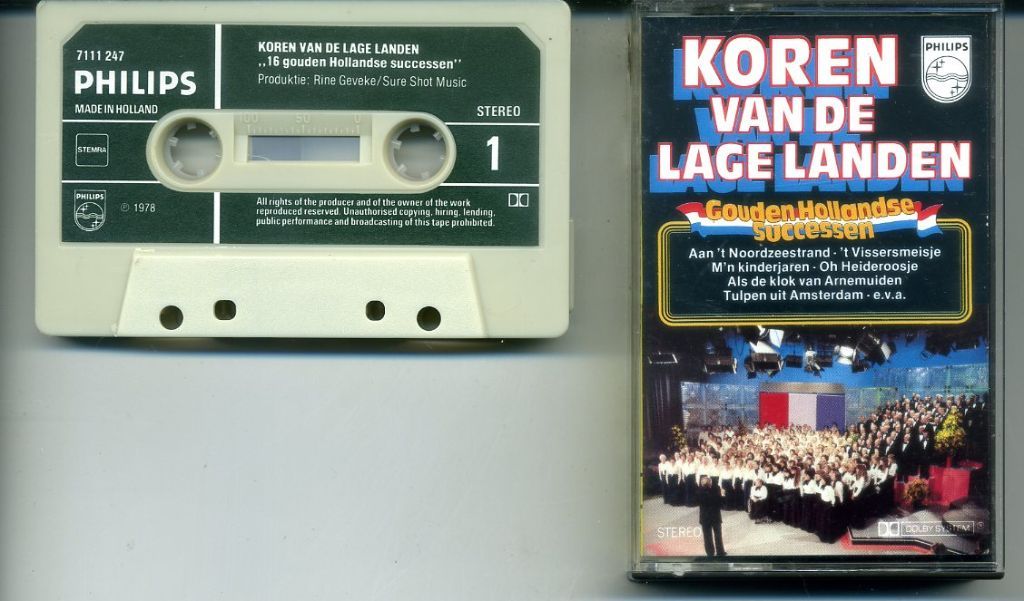 7111 247
PHILIPS
MADE IN HOLLAND
STEMRA
PHILIPS
℗ 1978
KOREN VAN DE LAGE LANDEN
,,16 gouden Hollandse successen''
Produktie: Rine Geveke/Sure Shot Music
STEREO
100 50 0
1
All rights of the producer and of the owner of the work
reproduced reserved. Unauthorised copying, hiring, lending,
public performance and broadcasting of this tape prohibited.
PHILIPS
KOREN
VAN DE
LAGE LANDEN
Gouden Hollandse
successen
Aan 't Noordzeestrand - 't Vissersmeisje
M'n kinderjaren - Oh Heideroosje
Als de klok van Arnemuiden
Tulpen uit Amsterdam - e.v.a.
STEREO
DOLBY SYSTEM ®